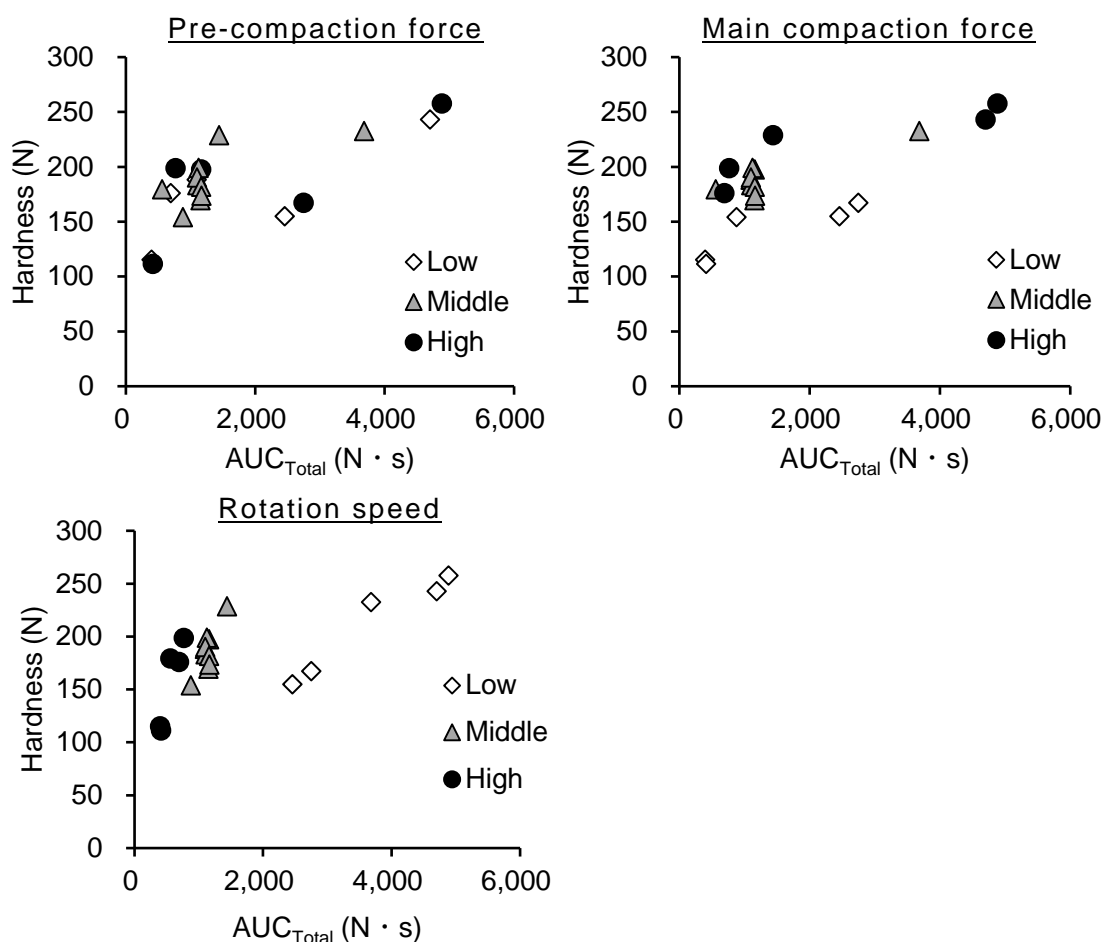 Pre-compaction force
Hardness (N)
300
250
200
150
100
50
0
0 2,000 4,000 6,000
AUC_Total (N・s)
Low
Middle
High
Main compaction force
Hardness (N)
300
250
200
150
100
50
0
0 2,000 4,000 6,000
AUC_Total (N・s)
Low
Middle
High
Rotation speed
Hardness (N)
300
250
200
150
100
50
0
0 2,000 4,000 6,000
AUC_Total (N・s)
Low
Middle
High